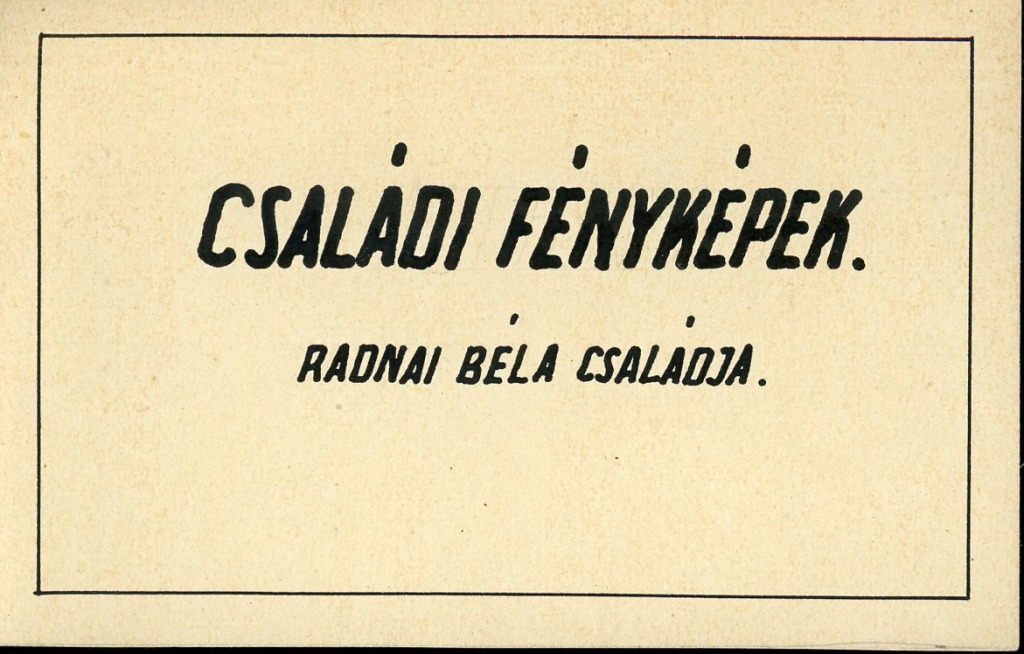 CSALÁDI FÉNYKÉPEK.
RADNAI BÉLA CSALÁDJA.